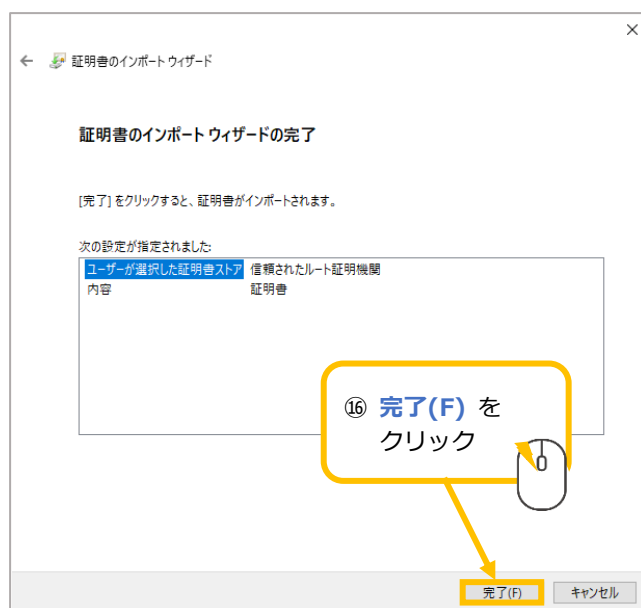 証明書のインポート ウィザード
証明書のインポート ウィザードの完了
[完了] をクリックすると、証明書がインポートされます。
次の設定が指定されました:
ユーザーが選択した証明書ストア 信頼されたルート証明機関
内容 証明書
⑯ 完了(F) を
クリック
完了(F) キャンセル